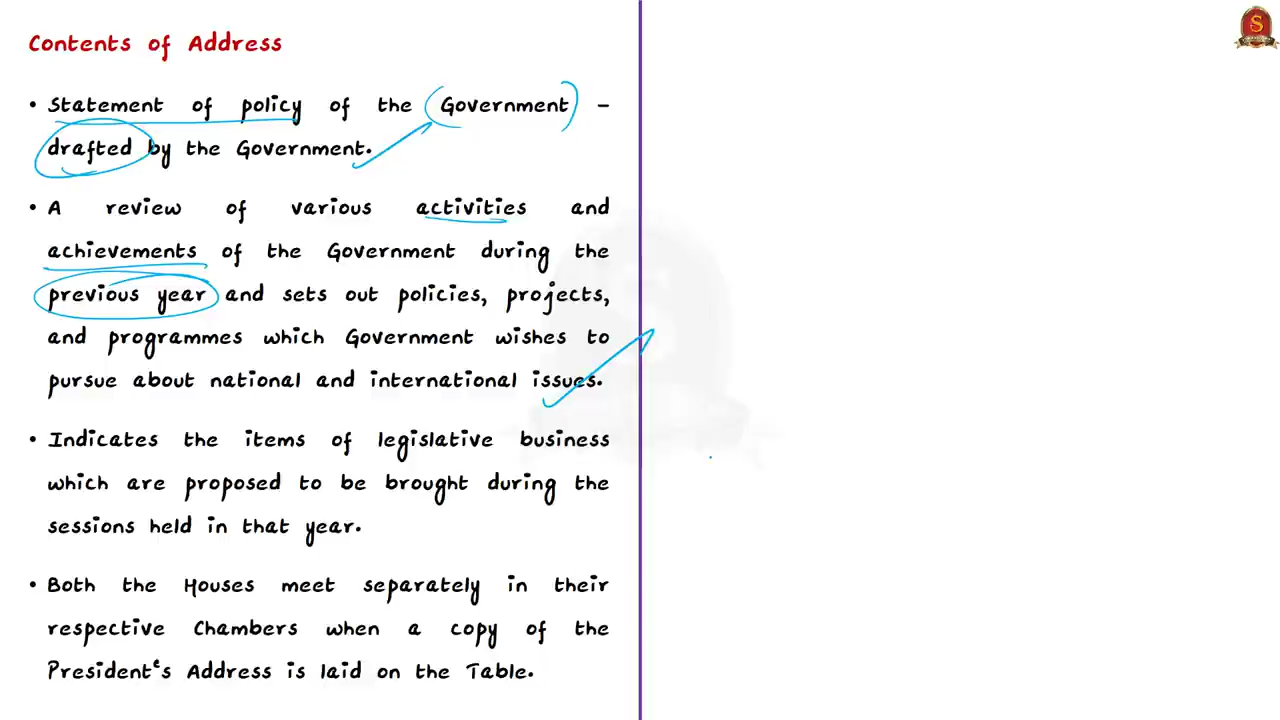 Contents of Address
• Statement of policy of the Government –
drafted by the Government.
• A review of various activities and
achievements of the Government during the
previous year and sets out policies, projects,
and programmes which Government wishes to
pursue about national and international issues.
• Indicates the items of legislative business
which are proposed to be brought during the
sessions held in that year.
• Both the Houses meet separately in their
respective Chambers when a copy of the
President's Address is laid on the Table.